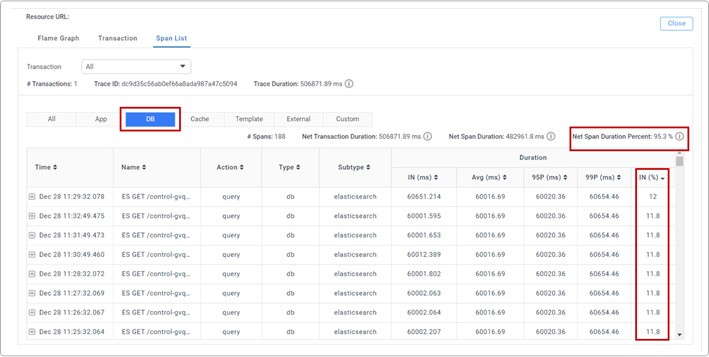 Resource URL:
Close
Flame Graph Transaction Span List
Transaction All
# Transactions: 1 Trace ID: dc9d35c56ab0ef66a8ada987a47c5094 Trace Duration: 506871.89 ms
All App DB Cache Template External Custom
# Spans: 188 Net Transaction Duration: 506871.89 ms Net Span Duration: 482961.8 ms Net Span Duration Percent: 95.3 %
Duration
Time Name Action Type Subtype IN (ms) Avg (ms) 95P (ms) 99P (ms) IN (%)
Dec 28 11:29:32.078 ES GET /control-gvq... query db elasticsearch 60651.214 60016.69 60020.36 60654.46 12
Dec 28 11:32:49.475 ES GET /control-gvq... query db elasticsearch 60001.595 60016.69 60020.36 60654.46 11.8
Dec 28 11:31:49.473 ES GET /control-gvq... query db elasticsearch 60001.653 60016.69 60020.36 60654.46 11.8
Dec 28 11:30:49.460 ES GET /control-gvq... query db elasticsearch 60012.389 60016.69 60020.36 60654.46 11.8
Dec 28 11:28:32.072 ES GET /control-gvq... query db elasticsearch 60001.802 60016.69 60020.36 60654.46 11.8
Dec 28 11:27:32.069 ES GET /control-gvq... query db elasticsearch 60002.063 60016.69 60020.36 60654.46 11.8
Dec 28 11:26:32.067 ES GET /control-gvq... query db elasticsearch 60002.064 60016.69 60020.36 60654.46 11.8
Dec 28 11:25:32.064 ES GET /control-gvq... query db elasticsearch 60002.207 60016.69 60020.36 60654.46 11.8